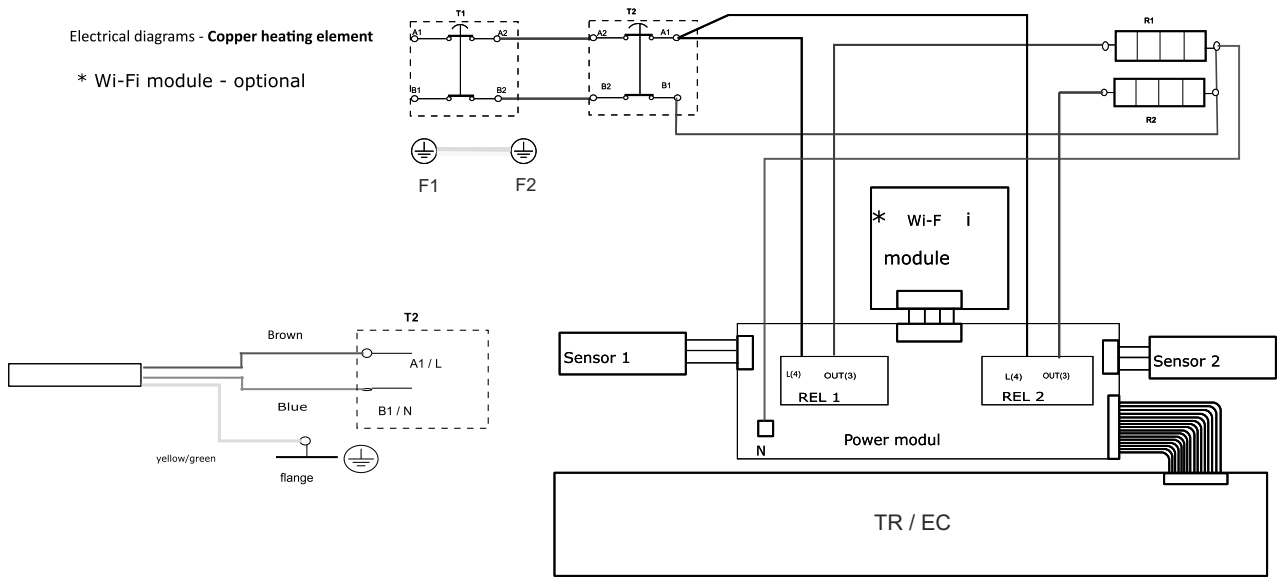 Electrical diagrams - Copper heating element
* Wi-Fi module - optional
T1
A1
A2
B1
B2
T2
A2
A1
B2
B1
F1
F2
R1
R2
* Wi-F i
module
Sensor 1
Sensor 2
L(4)
OUT(3)
REL 1
L(4)
OUT(3)
REL 2
N
Power modul
TR / EC
T2
Brown
A1 / L
Blue
B1 / N
yellow/green
flange